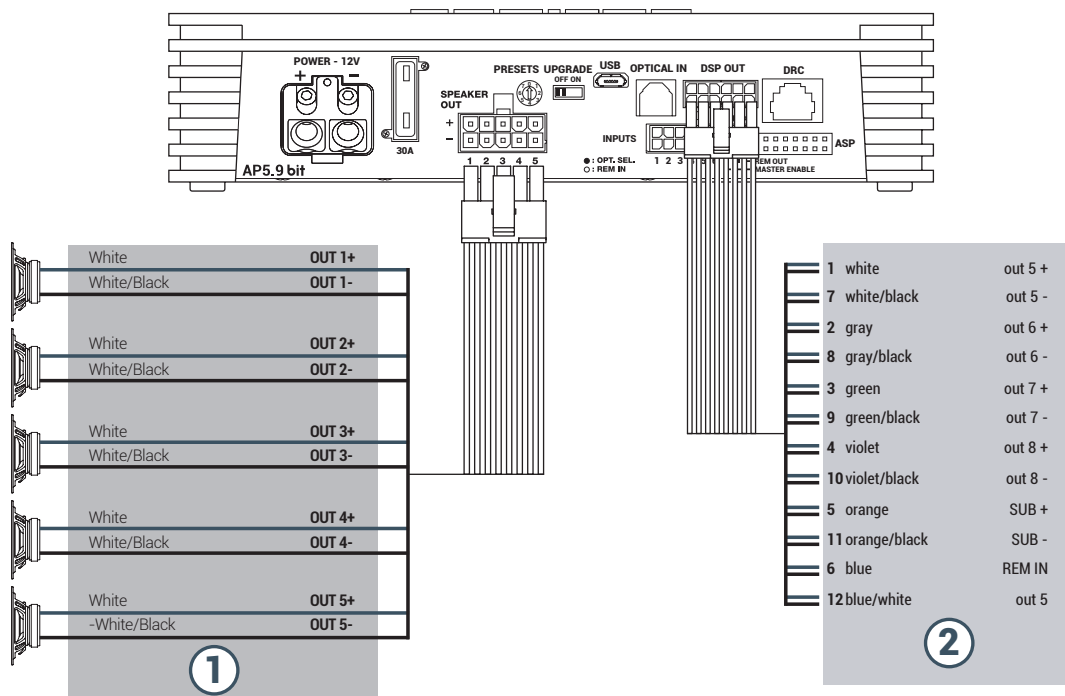 POWER - 12V
+ −
30A
AP5.9 bit
SPEAKER
OUT
+
−
1 2 3 4 5
PRESETS
UPGRADE
OFF ON
USB
OPTICAL IN
DSP OUT
DRC
INPUTS
1 2 3
● : OPT. SEL.
○ : REM IN
ASP
REM OUT
MASTER ENABLE
White OUT 1+
White/Black OUT 1-
White OUT 2+
White/Black OUT 2-
White OUT 3+
White/Black OUT 3-
White OUT 4+
White/Black OUT 4-
White OUT 5+
-White/Black OUT 5-
1
1 white out 5 +
7 white/black out 5 -
2 gray out 6 +
8 gray/black out 6 -
3 green out 7 +
9 green/black out 7 -
4 violet out 8 +
10 violet/black out 8 -
5 orange SUB +
11 orange/black SUB -
6 blue REM IN
12 blue/white out 5
2